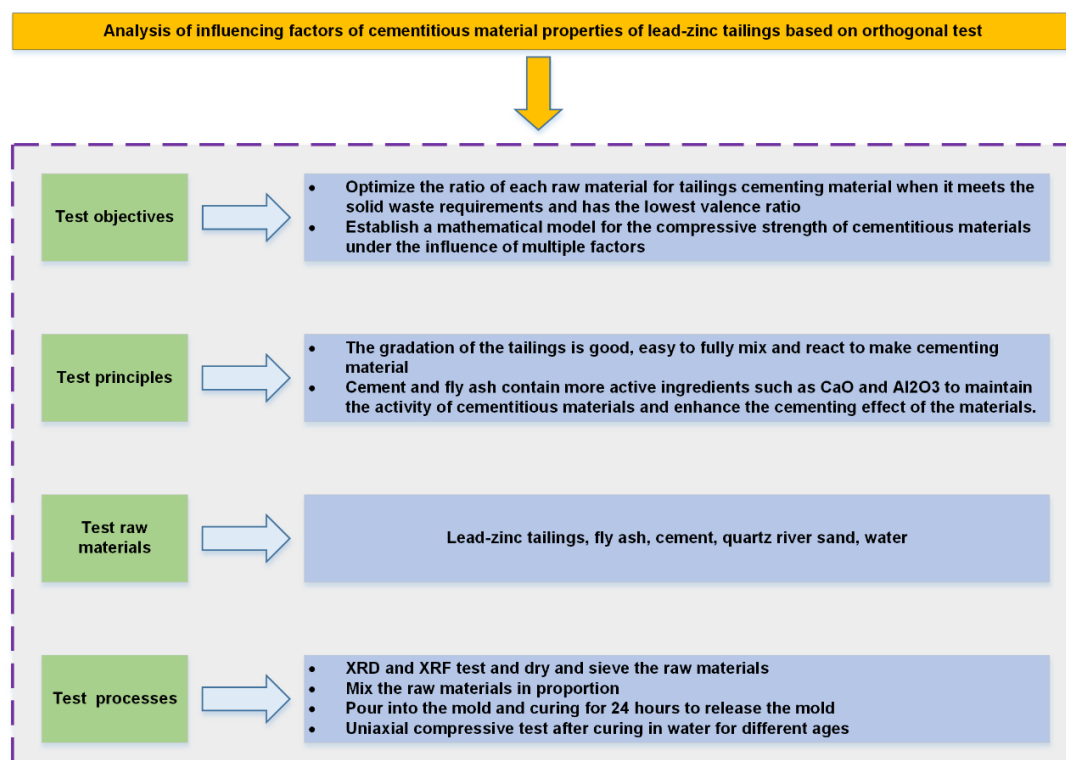 Analysis of influencing factors of cementitious material properties of lead-zinc tailings based on orthogonal test
Test objectives
• Optimize the ratio of each raw material for tailings cementing material when it meets the
solid waste requirements and has the lowest valence ratio
• Establish a mathematical model for the compressive strength of cementitious materials
under the influence of multiple factors
Test principles
• The gradation of the tailings is good, easy to fully mix and react to make cementing
material
• Cement and fly ash contain more active ingredients such as CaO and Al2O3 to maintain
the activity of cementitious materials and enhance the cementing effect of the materials.
Test raw
materials
Lead-zinc tailings, fly ash, cement, quartz river sand, water
Test processes
• XRD and XRF test and dry and sieve the raw materials
• Mix the raw materials in proportion
• Pour into the mold and curing for 24 hours to release the mold
• Uniaxial compressive test after curing in water for different ages